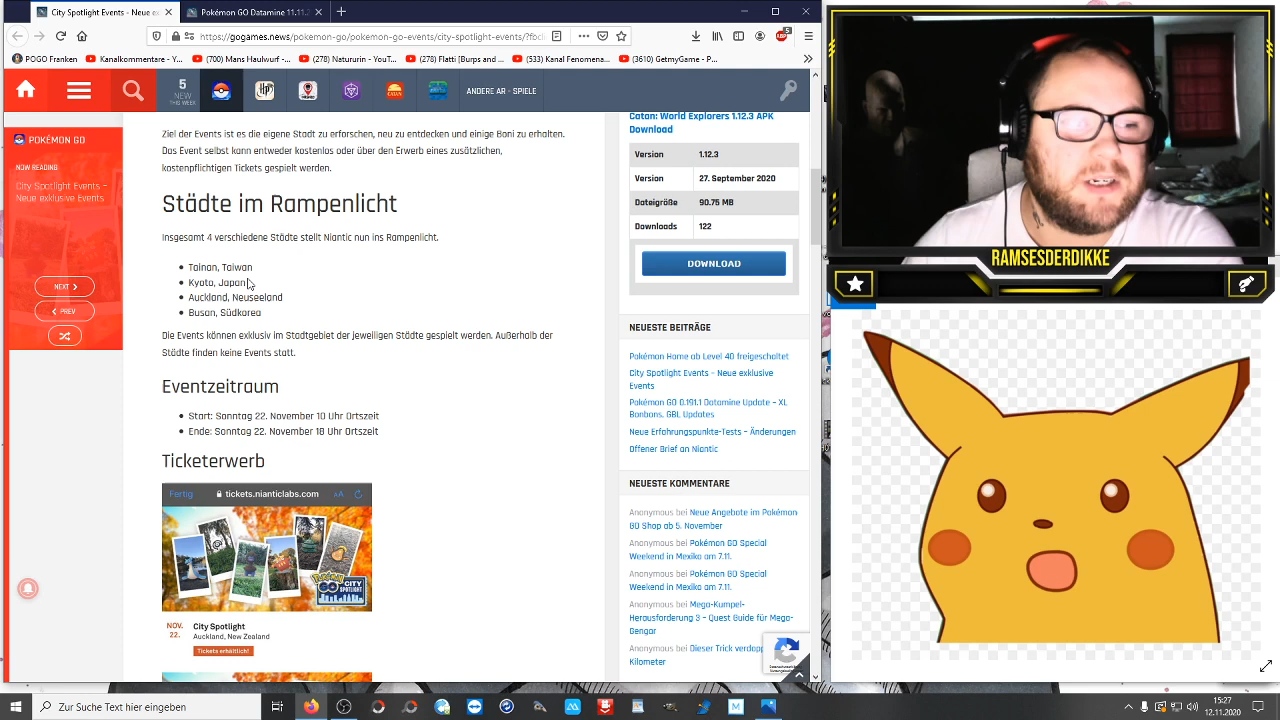 City Spotlight Events - Neue ex
Pokémon GO Datamine 11.11.
https://gogames.news/pokemon-go/pokemon-go-events/city-spotlight-events/?fbcl
POGO Franken
Kanalkommentare - Y...
(700) Mans Haulwurf -...
(278) Natururin - YouT...
(278) Flatti [Burps and ...
(533) Kanal Fenomena...
(3610) GetmyGame - P...
5
NEW
THIS WEEK
ANDERE AR - SPIELE
POKÉMON GO
NOW READING:
City Spotlight Events –
Neue exklusive Events
NEXT
PREV
Ziel der Events ist es die eigene Stadt zu erforschen, neu zu entdecken und einige Boni zu erhalten.
Das Event selbst kann entweder kostenlos oder über den Erwerb eines zusätzlichen,
kostenpflichtigen Tickets gespielt werden.
Städte im Rampenlicht
Insgesamt 4 verschiedene Städte stellt Niantic nun ins Rampenlicht.
Tainan, Taiwan
Kyoto, Japan
Auckland, Neuseeland
Busan, Südkorea
Die Events können exklusiv im Stadtgebiet der jeweiligen Städte gespielt werden. Außerhalb der
Städte finden keine Events statt.
Eventzeitraum
Start: Sonntag 22. November 10 Uhr Ortszeit
Ende: Sonntag 22. November 18 Uhr Ortszeit
Ticketerwerb
Fertig
tickets.nianticlabs.com
AA
POKÉMON GO
CITY
SPOTLIGHT
NOV.
22.
City Spotlight
Auckland, New Zealand
Tickets erhältlich!
Catan: World Explorers 1.12.3 APK
Download
Version 1.12.3
Version 27. September 2020
Dateigröße 90.75 MB
Downloads 122
DOWNLOAD
NEUESTE BEITRÄGE
Pokémon Home ab Level 40 freigeschaltet
City Spotlight Events – Neue exklusive
Events
Pokémon GO 0.191.1 Datamine Update – XL
Bonbons, GBL Updates
Neue Erfahrungspunkte-Tests – Änderungen
Offener Brief an Niantic
NEUESTE KOMMENTARE
Anonymous bei Neue Angebote im Pokémon
GO Shop ab 5. November
Anonymous bei Pokémon GO Special
Weekend in Mexiko am 7.11.
Anonymous bei Pokémon GO Special
Weekend in Mexiko am 7.11.
Anonymous bei Mega-Kumpel-
Herausforderung 3 – Quest Guide für Mega-
Gengar
Anonymous bei Dieser Trick verdopp
Kilometer
RAMSESDERDIKKE
Zur Suche Text hier eingeben
15:27
12.11.2020